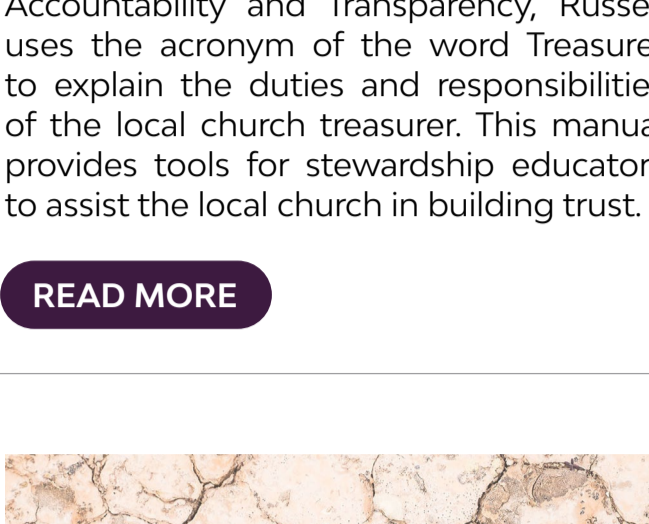 Accountability and Transparency, Russe
uses the acronym of the word Treasure
to explain the duties and responsibilitie
of the local church treasurer. This manua
provides tools for stewardship educator
to assist the local church in building trust.
READ MORE